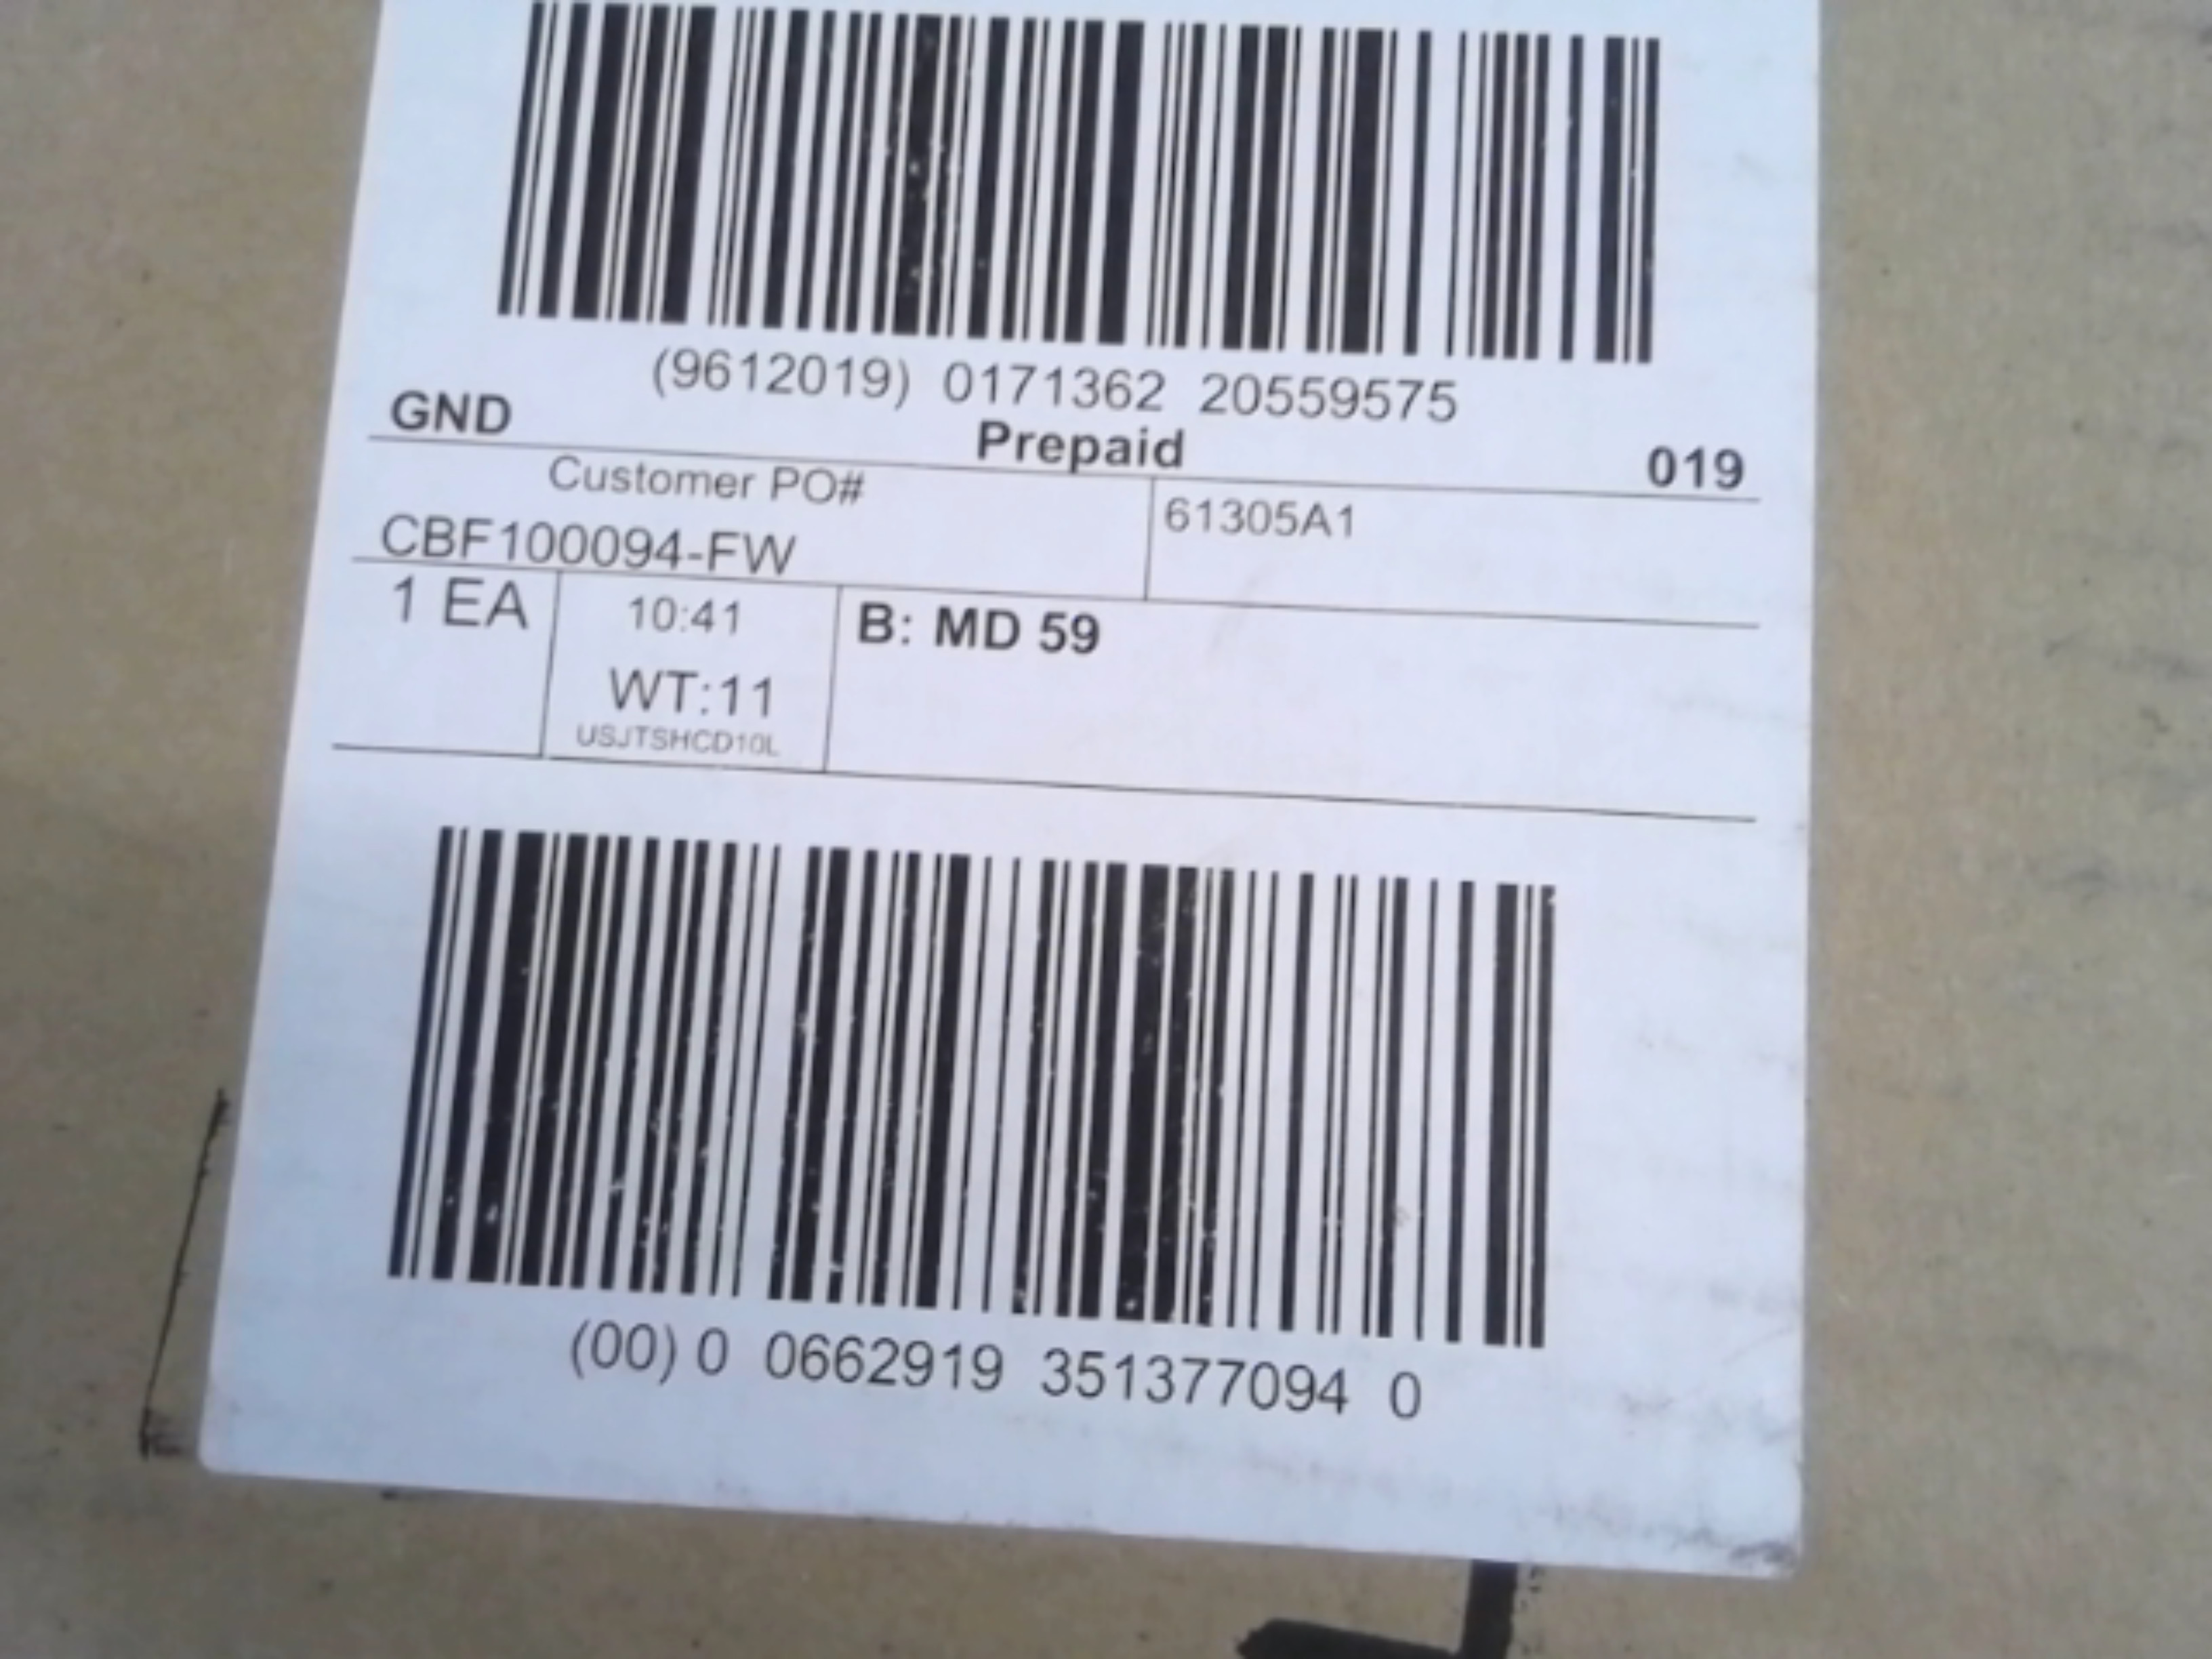 (9612019) 0171362 20559575
GND Prepaid 019
Customer PO# 61305A1
CBF100094-FW
1 EA 10:41 B: MD 59
WT:11
USJTSHCD10L
(00) 0 0662919 351377094 0